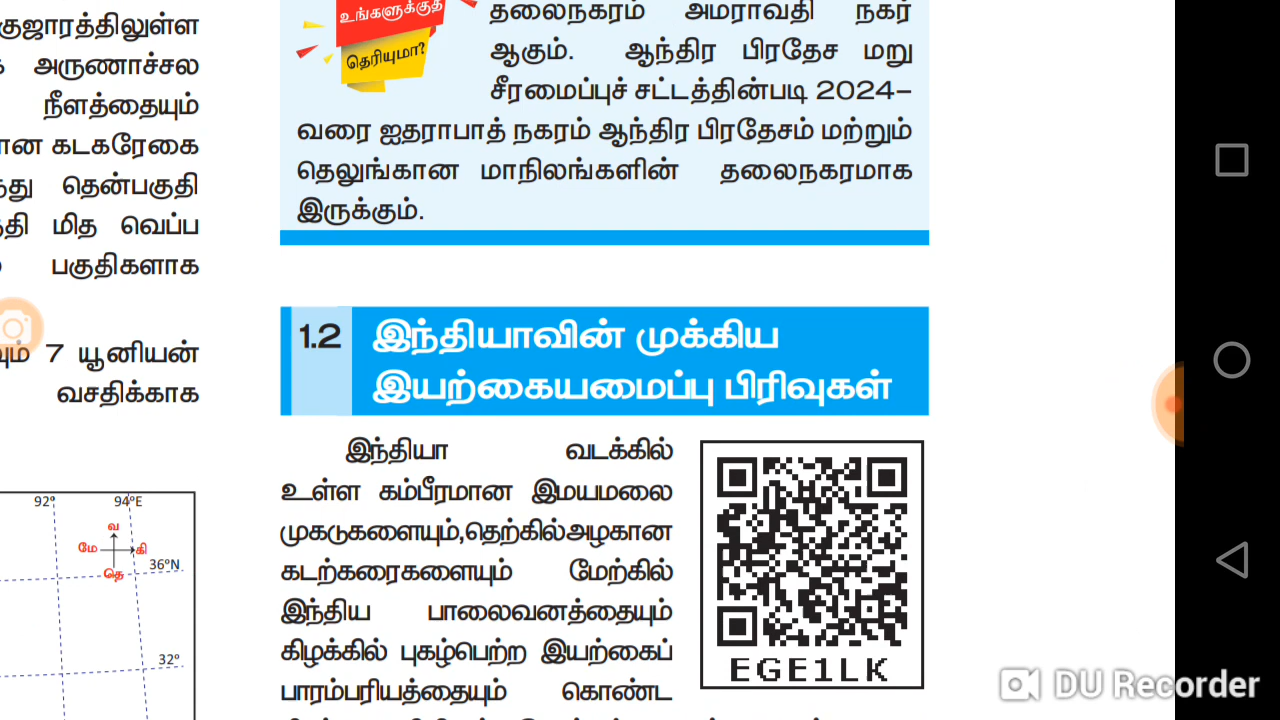 குஜாரத்திலுள்ள
அருணாச்சல
நீளத்தையும்
கடகரேகை
தென்பகுதி
மித வெப்ப
பகுதிகளாக
7 யூனியன்
வசதிக்காக
92°
94°E
வ
மே
கி
தெ
36°N
32°
உங்களுக்குத்
தெரியுமா?
தலைநகரம் அமராவதி நகர்
ஆகும். ஆந்திர பிரதேச மறு
சீரமைப்புச் சட்டத்தின்படி 2024–
வரை ஐதராபாத் நகரம் ஆந்திர பிரதேசம் மற்றும்
தெலுங்கான மாநிலங்களின் தலைநகரமாக
இருக்கும்.
1.2 இந்தியாவின் முக்கிய
இயற்கையமைப்பு பிரிவுகள்
இந்தியா வடக்கில்
உள்ள கம்பீரமான இமயமலை
முகடுகளையும்,தெற்கில்அழகான
கடற்கரைகளையும் மேற்கில்
இந்திய பாலைவனத்தையும்
கிழக்கில் புகழ்பெற்ற இயற்கைப்
பாரம்பரியத்தையும் கொண்ட
EGE1LK
DU Recorder